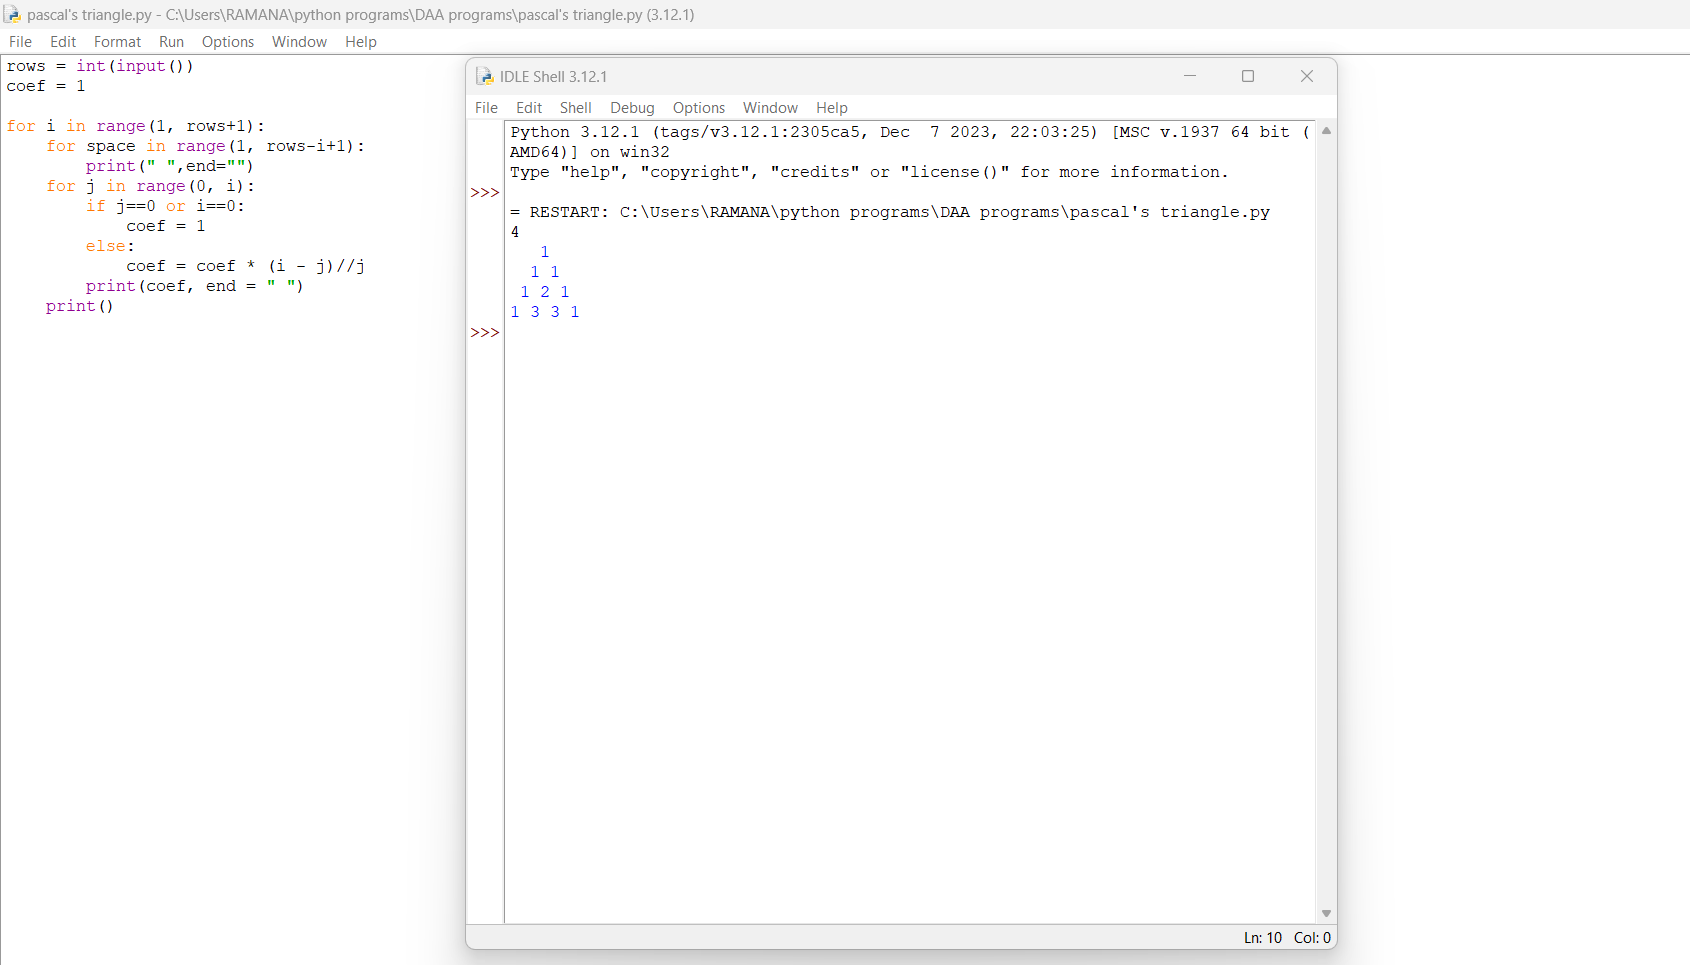 pascal's triangle.py - C:\Users\RAMANA\python programs\DAA programs\pascal's triangle.py (3.12.1)
File Edit Format Run Options Window Help
rows = int(input())
coef = 1
for i in range(1, rows+1):
    for space in range(1, rows-i+1):
        print(" ",end="")
    for j in range(0, i):
        if j==0 or i==0:
            coef = 1
        else:
            coef = coef * (i - j)//j
        print(coef, end = " ")
    print()
IDLE Shell 3.12.1
File Edit Shell Debug Options Window Help
Python 3.12.1 (tags/v3.12.1:2305ca5, Dec  7 2023, 22:03:25) [MSC v.1937 64 bit (
AMD64)] on win32
Type "help", "copyright", "credits" or "license()" for more information.
>>>
= RESTART: C:\Users\RAMANA\python programs\DAA programs\pascal's triangle.py
4
   1
  1 1
 1 2 1
1 3 3 1
>>>
Ln: 10 Col: 0